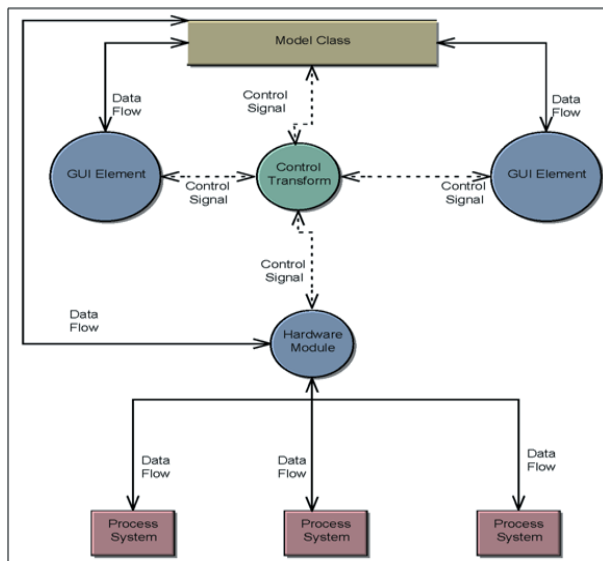 Model Class
Data
Flow
Control
Signal
Data
Flow
GUI Element
Control
Signal
Control
Transform
Control
Signal
GUI Element
Control
Signal
Data
Flow
Hardware
Module
Data
Flow
Data
Flow
Data
Flow
Process
System
Process
System
Process
System